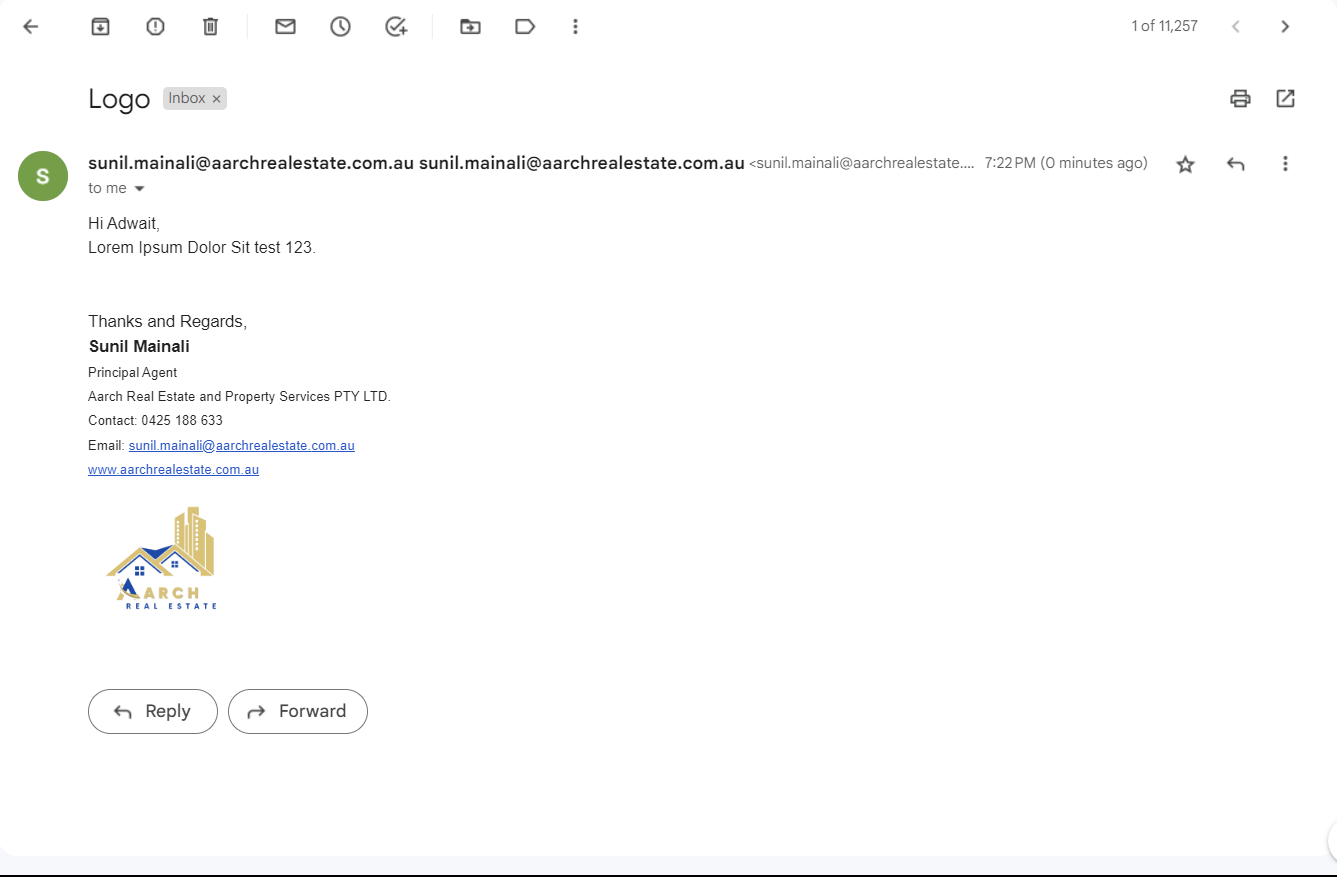 1 of 11,257
Logo Inbox ×
sunil.mainali@aarchrealestate.com.au sunil.mainali@aarchrealestate.com.au <sunil.mainali@aarchrealestate.... 7:22 PM (0 minutes ago)
S
to me
Hi Adwait,
Lorem Ipsum Dolor Sit test 123.
Thanks and Regards,
Sunil Mainali
Principal Agent
Aarch Real Estate and Property Services PTY LTD.
Contact: 0425 188 633
Email: sunil.mainali@aarchrealestate.com.au
www.aarchrealestate.com.au
AARCH
REAL ESTATE
Reply Forward